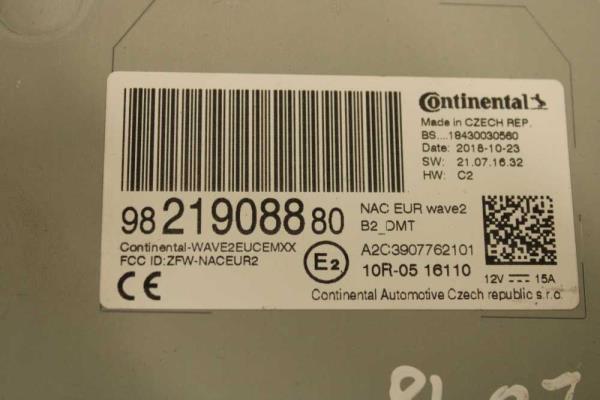 Continental
Made in CZECH REP.
BS....18430030560
Date: 2018-10-23
SW: 21.07.16.32
HW: C2
98 219088 80
NAC EUR wave2
B2_DMT
Continental-WAVE2EUCEMXX
FCC ID:ZFW-NACEUR2
CE
E2
A2C3907762101
10R-05 16110
12V 15A
Continental Automotive Czech republic s.r.o.